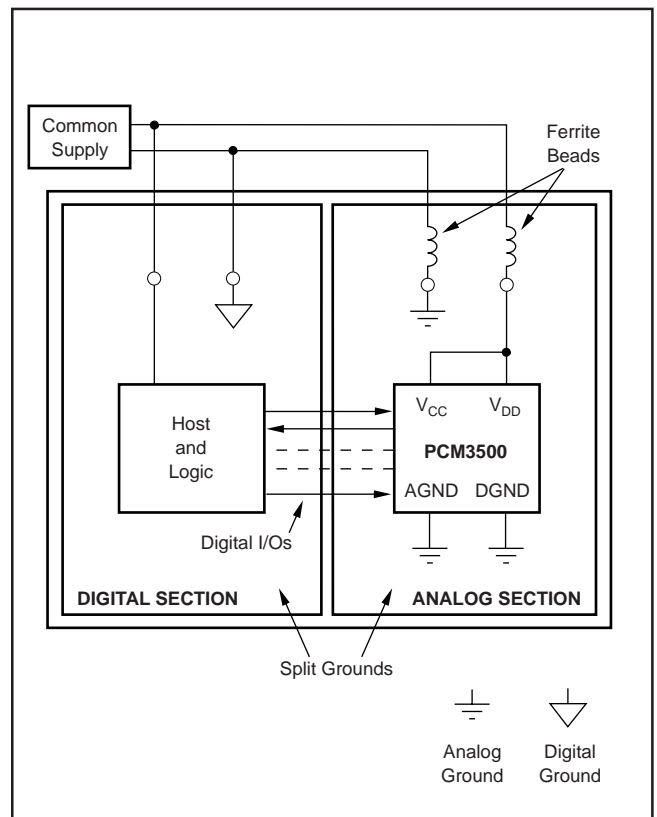 Common
Supply
Ferrite
Beads
Host
and
Logic
VCC VDD
PCM3500
AGND DGND
Digital I/Os
DIGITAL SECTION
ANALOG SECTION
Split Grounds
Analog
Ground
Digital
Ground